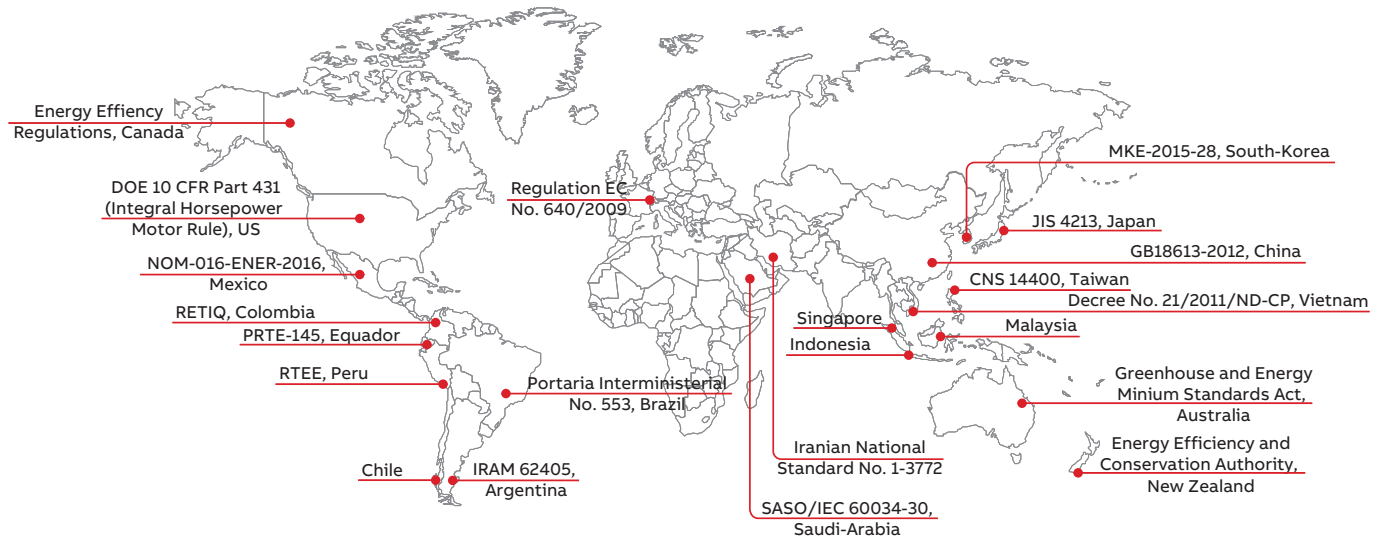 Energy Effiency
Regulations, Canada
DOE 10 CFR Part 431
(Integral Horsepower
Motor Rule), US
NOM-016-ENER-2016,
Mexico
RETIQ, Colombia
PRTE-145, Equador
RTEE, Peru
Chile
IRAM 62405,
Argentina
Portaria Interministerial
No. 553, Brazil
Regulation EC
No. 640/2009
MKE-2015-28, South-Korea
JIS 4213, Japan
GB18613-2012, China
CNS 14400, Taiwan
Decree No. 21/2011/ND-CP, Vietnam
Singapore
Malaysia
Indonesia
Greenhouse and Energy
Minium Standards Act,
Australia
Iranian National
Standard No. 1-3772
Energy Efficiency and
Conservation Authority,
New Zealand
SASO/IEC 60034-30,
Saudi-Arabia